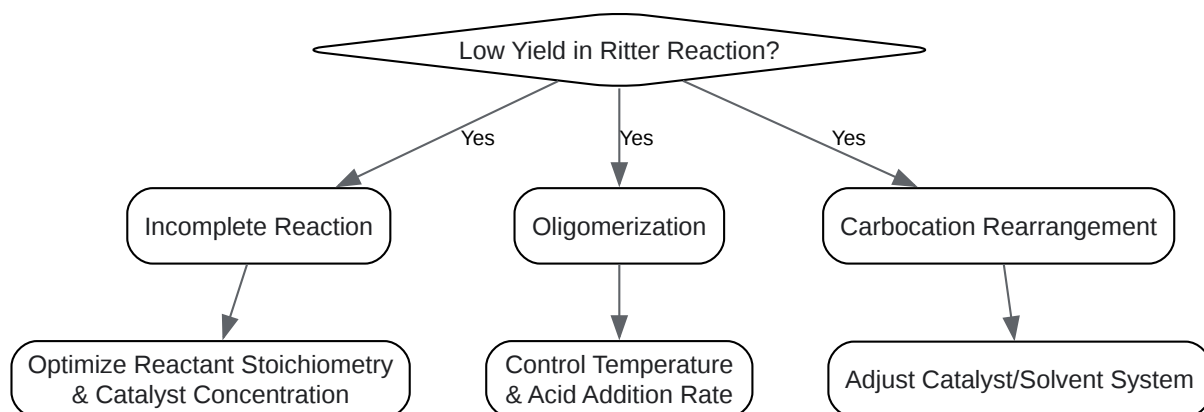 Low Yield in Ritter Reaction?
Yes
Yes
Yes
Incomplete Reaction
Oligomerization
Carbocation Rearrangement
Optimize Reactant Stoichiometry
& Catalyst Concentration
Control Temperature
& Acid Addition Rate
Adjust Catalyst/Solvent System